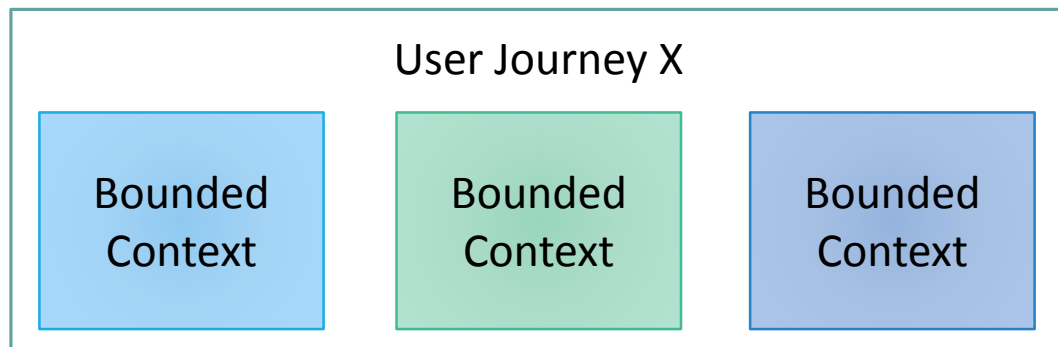 User Journey X
Bounded
Context
Bounded
Context
Bounded
Context